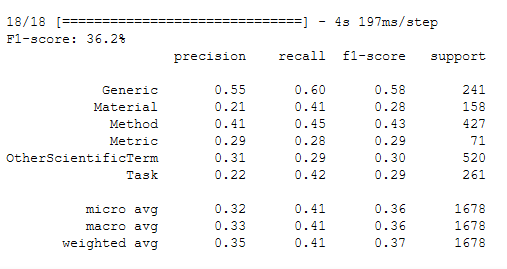 18/18 [==============================] - 4s 197ms/step
F1-score: 36.2%
precision recall f1-score support
Generic 0.55 0.60 0.58 241
Material 0.21 0.41 0.28 158
Method 0.41 0.45 0.43 427
Metric 0.29 0.28 0.29 71
OtherScientificTerm 0.31 0.29 0.30 520
Task 0.22 0.42 0.29 261
micro avg 0.32 0.41 0.36 1678
macro avg 0.33 0.41 0.36 1678
weighted avg 0.35 0.41 0.37 1678